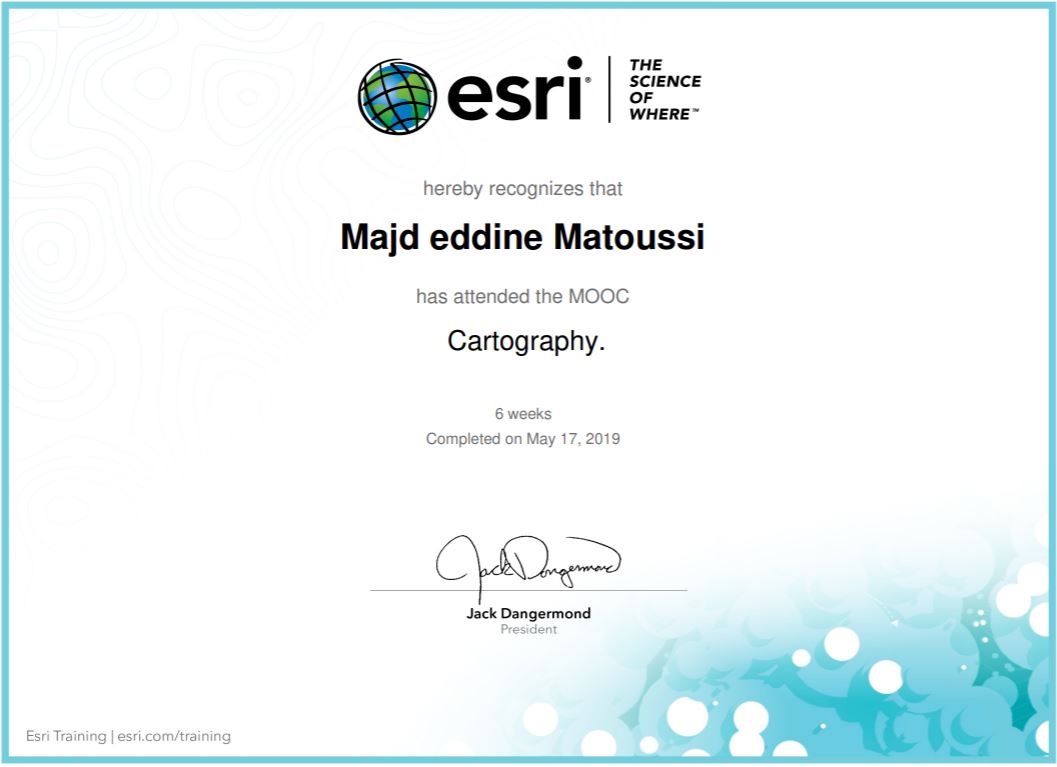 esri®
THE
SCIENCE
OF
WHERE™
hereby recognizes that
Majd eddine Matoussi
has attended the MOOC
Cartography.
6 weeks
Completed on May 17, 2019
Jack Dangermond
Jack Dangermond
President
Esri Training | esri.com/training